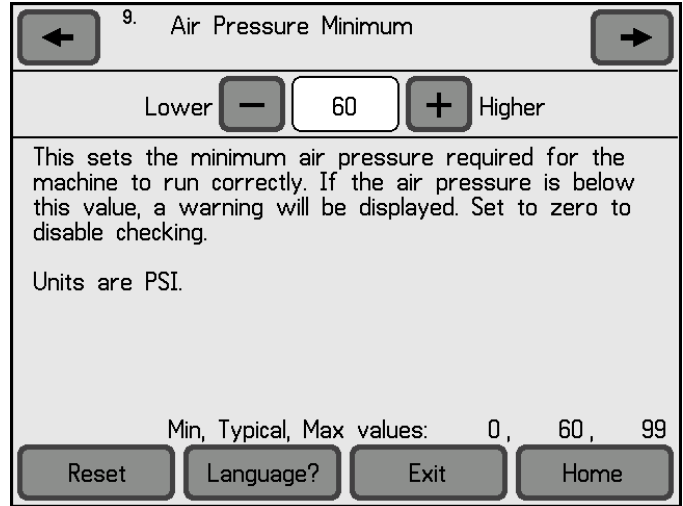 9. Air Pressure Minimum
Lower − 60 + Higher
This sets the minimum air pressure required for the
machine to run correctly. If the air pressure is below
this value, a warning will be displayed. Set to zero to
disable checking.
Units are PSI.
Min, Typical, Max values: 0, 60, 99
Reset Language? Exit Home